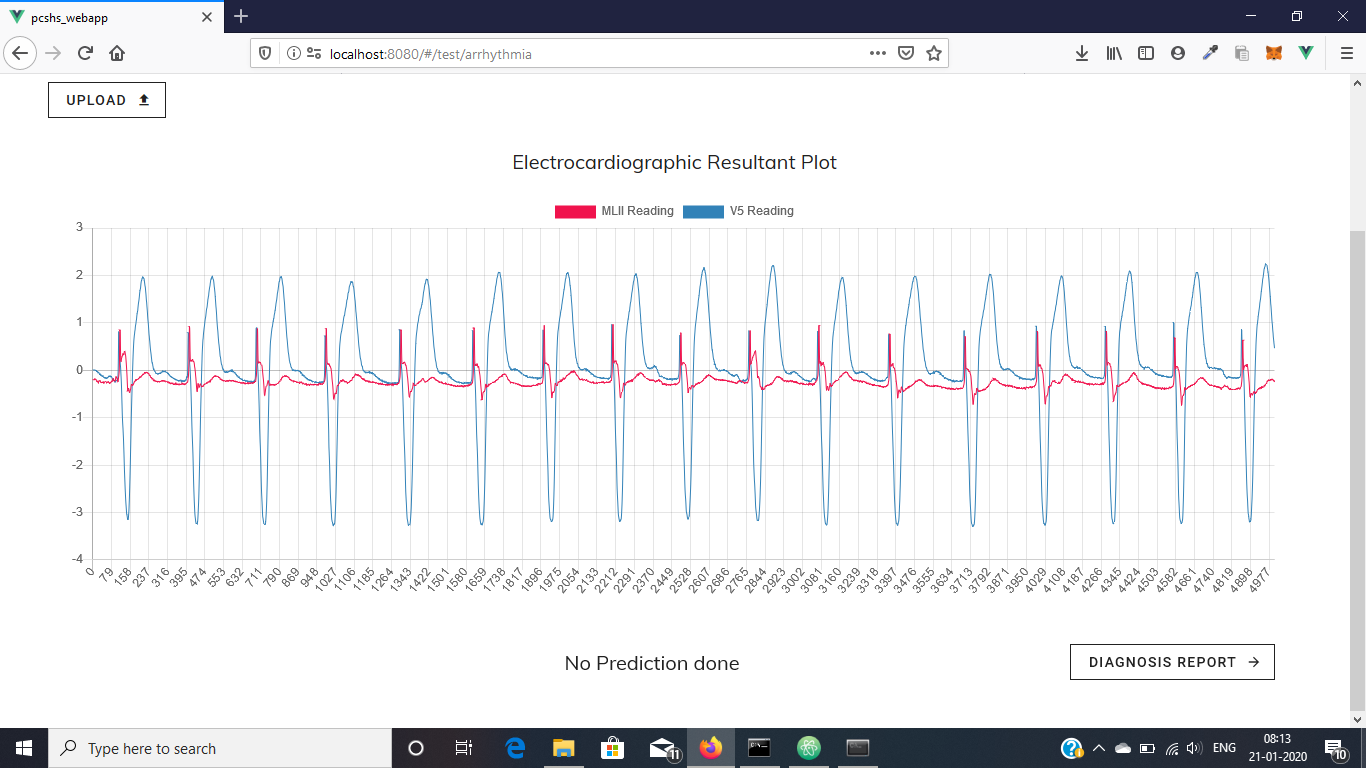 pcshs_webapp
localhost:8080/#/test/arrhythmia
UPLOAD
Electrocardiographic Resultant Plot
MLII Reading V5 Reading
3
2
1
0
-1
-2
-3
-4
0 79 158 237 316 395 474 553 632 711 790 869 948 1027 1106 1185 1264 1343 1422 1501 1580 1659 1738 1817 1896 1975 2054 2133 2212 2291 2370 2449 2528 2607 2686 2765 2844 2923 3002 3081 3160 3239 3318 3397 3476 3555 3634 3713 3792 3871 3950 4029 4108 4187 4266 4345 4424 4503 4582 4661 4740 4819 4898 4977
No Prediction done
DIAGNOSIS REPORT
Type here to search
11
ENG
08:13
21-01-2020
10